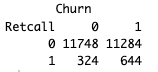 Churn
Retcall 0 1
0 11748 11284
1 324 644